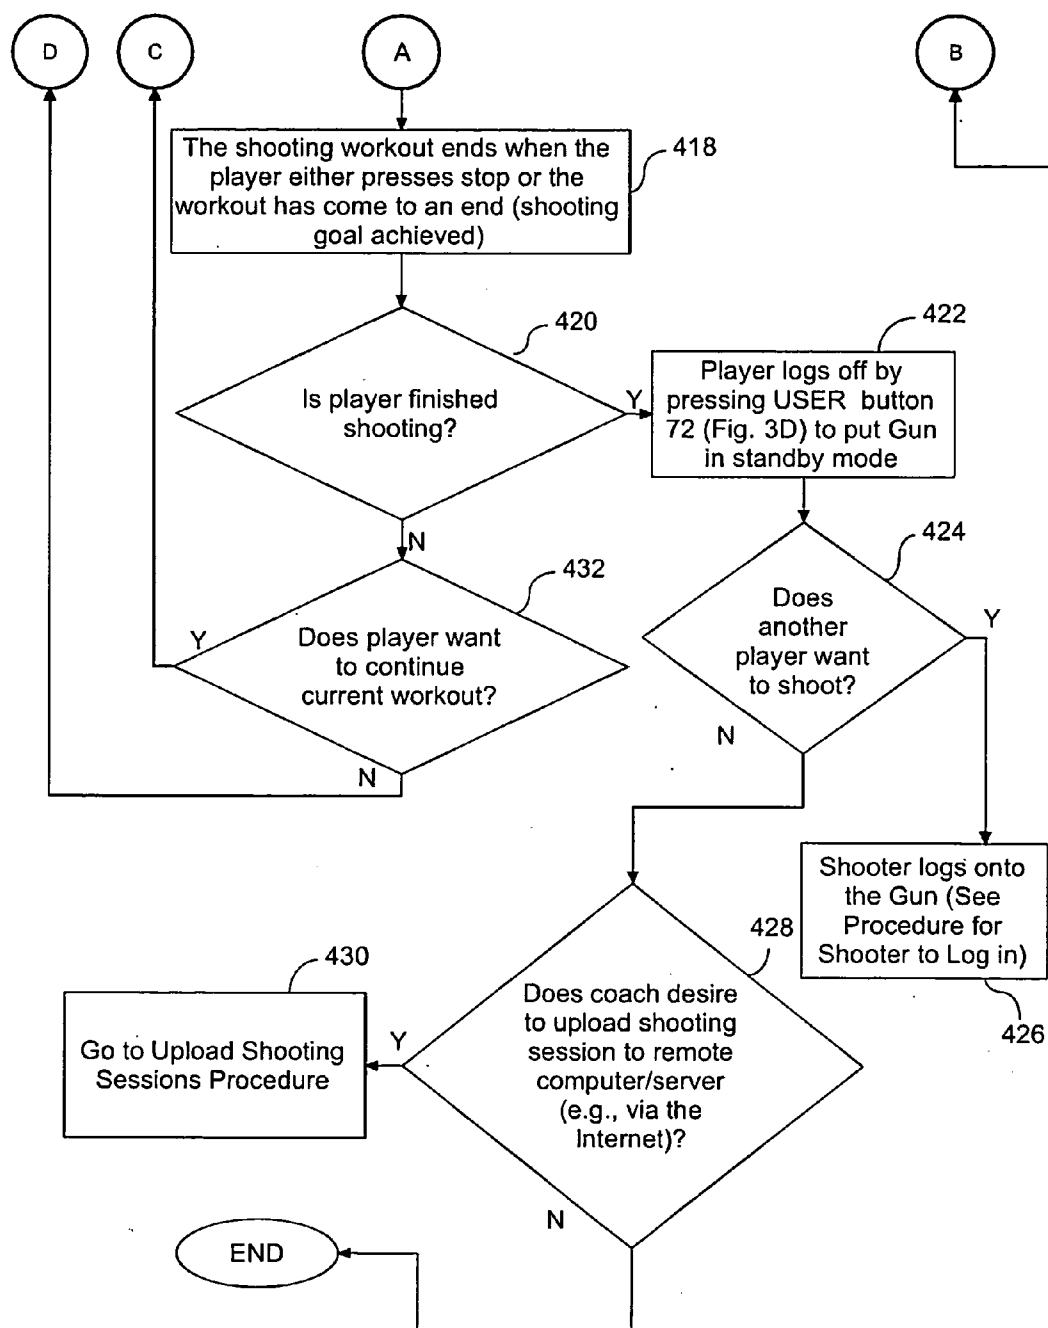 D
C
A
B
The shooting workout ends when the
player either presses stop or the
workout has come to an end (shooting
goal achieved)
418
420
Is player finished
shooting?
Y
N
422
Player logs off by
pressing USER button
72 (Fig. 3D) to put Gun
in standby mode
424
Does
another
player want
to shoot?
Y
N
432
Does player want
to continue
current workout?
Y
N
Shooter logs onto
the Gun (See
Procedure for
Shooter to Log in)
426
428
Does coach desire
to upload shooting
session to remote
computer/server
(e.g., via the
Internet)?
Y
N
430
Go to Upload Shooting
Sessions Procedure
END